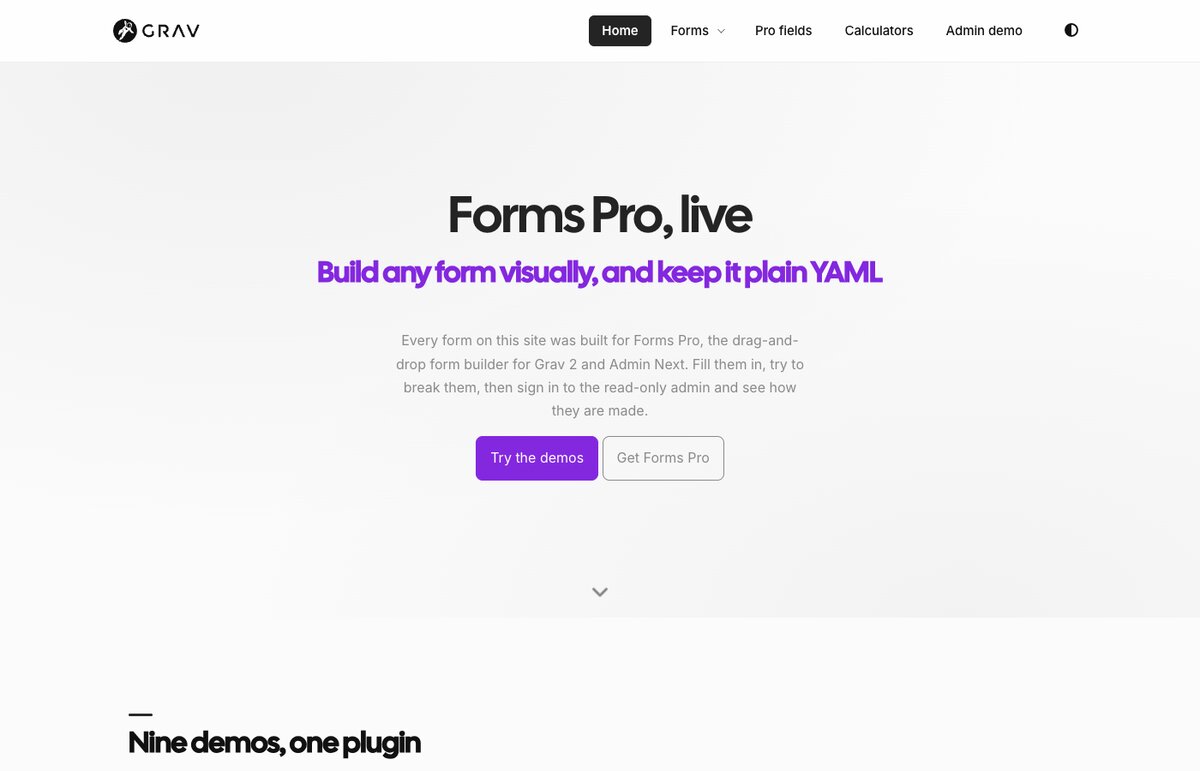 GRAV
Home
Forms
Pro fields
Calculators
Admin demo
Forms Pro, live
Build any form visually, and keep it plain YAML
Every form on this site was built for Forms Pro, the drag-and-
drop form builder for Grav 2 and Admin Next. Fill them in, try to
break them, then sign in to the read-only admin and see how
they are made.
Try the demos
Get Forms Pro
Nine demos, one plugin